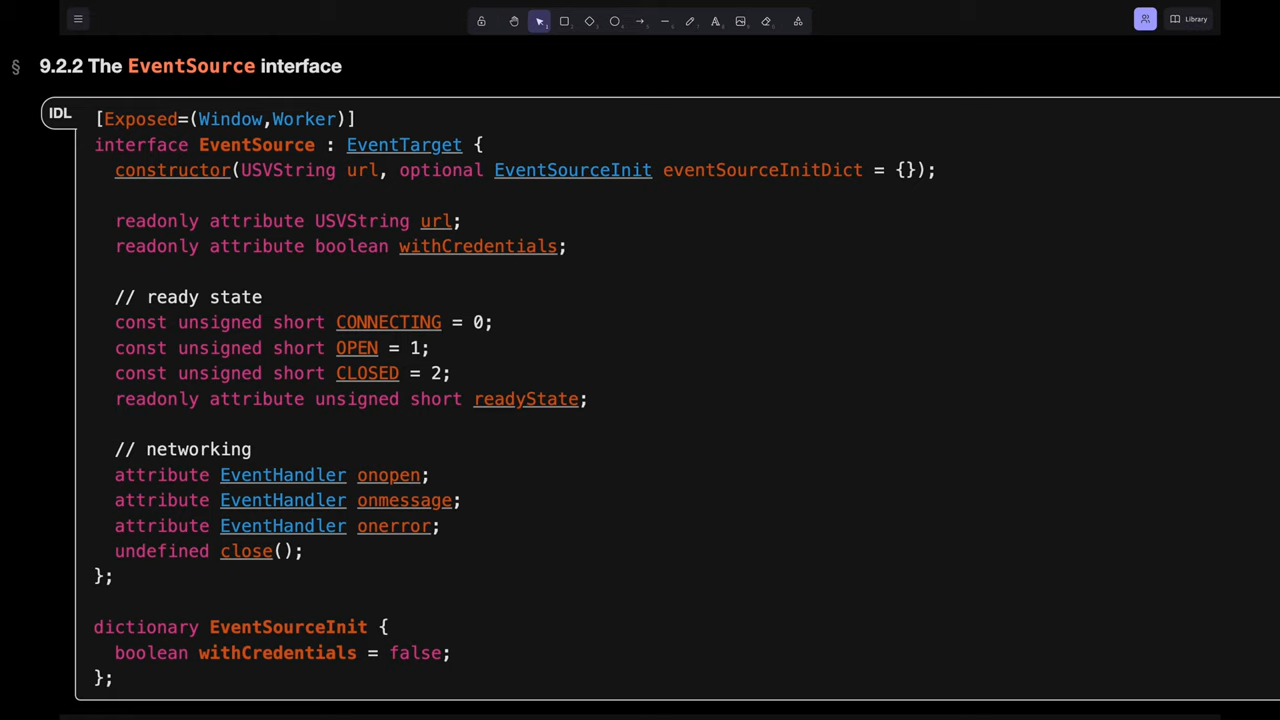 Library
§ 9.2.2 The EventSource interface
IDL
[Exposed=(Window,Worker)]
interface EventSource : EventTarget {
  constructor(USVString url, optional EventSourceInit eventSourceInitDict = {});

  readonly attribute USVString url;
  readonly attribute boolean withCredentials;

  // ready state
  const unsigned short CONNECTING = 0;
  const unsigned short OPEN = 1;
  const unsigned short CLOSED = 2;
  readonly attribute unsigned short readyState;

  // networking
  attribute EventHandler onopen;
  attribute EventHandler onmessage;
  attribute EventHandler onerror;
  undefined close();
};

dictionary EventSourceInit {
  boolean withCredentials = false;
};